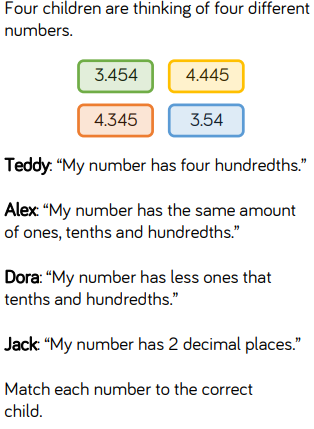 Four children are thinking of four different
numbers.
3.454 4.445
4.345 3.54
Teddy: “My number has four hundredths.”
Alex: “My number has the same amount
of ones, tenths and hundredths.”
Dora: “My number has less ones that
tenths and hundredths.”
Jack: “My number has 2 decimal places.”
Match each number to the correct
child.